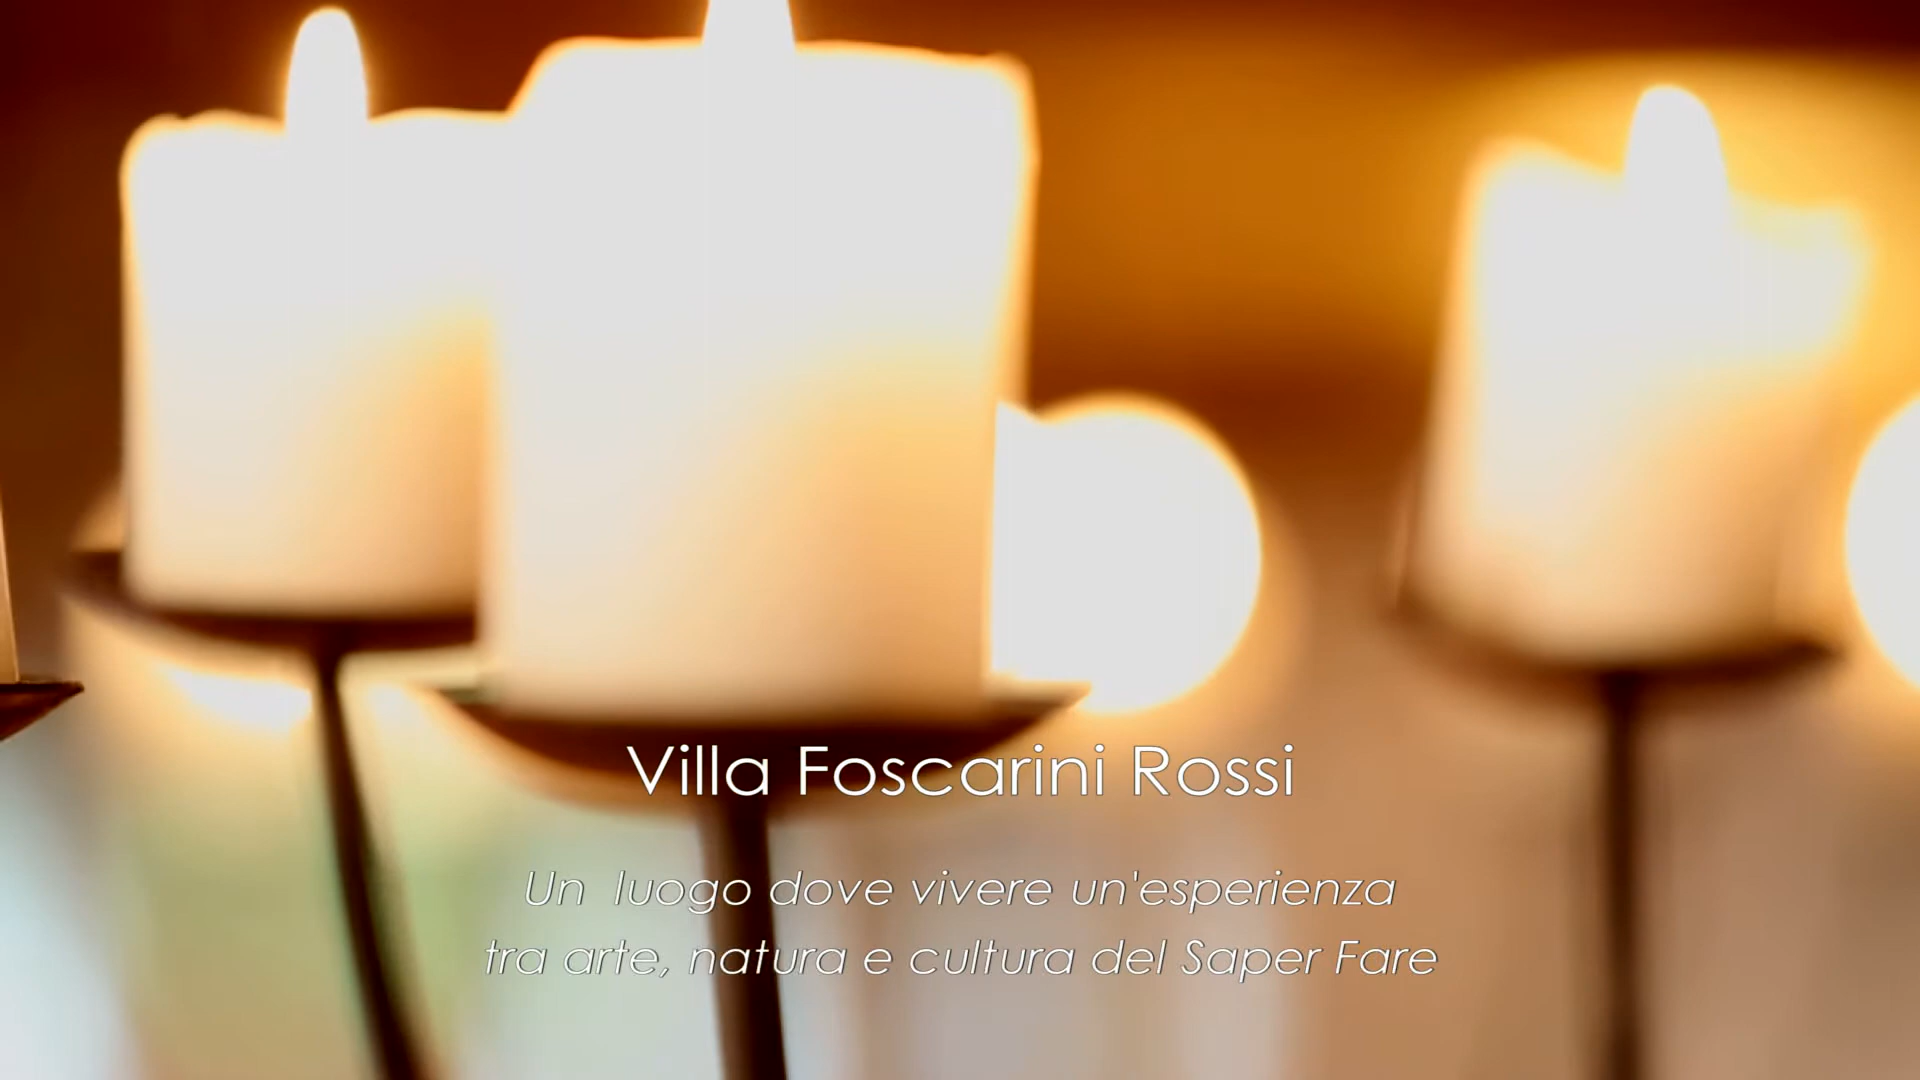 Villa Foscarini Rossi
Un luogo dove vivere un'esperienza
tra arte, natura e cultura del Saper Fare